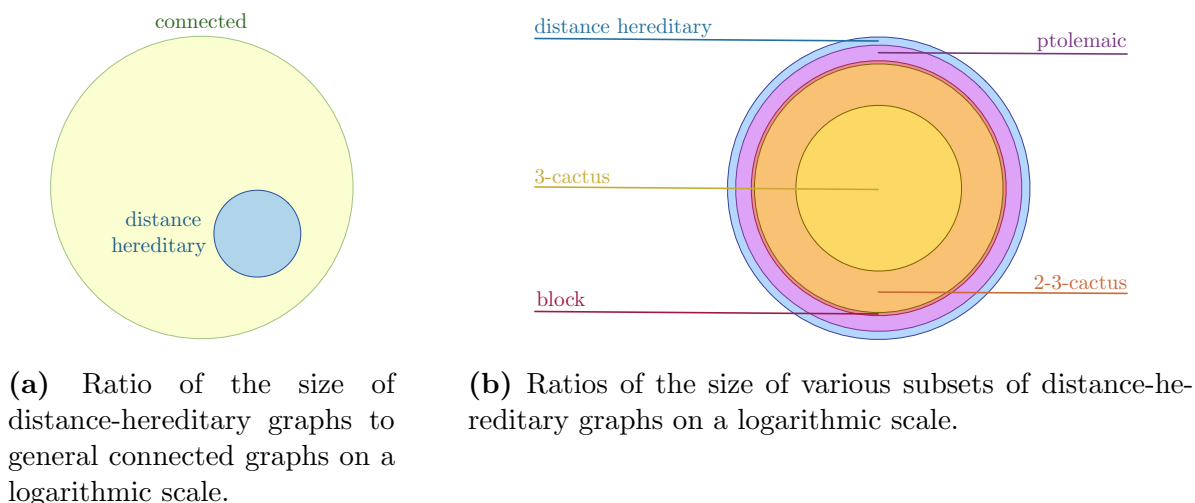 connected
distance
hereditary
distance hereditary
ptolemaic
3-cactus
2-3-cactus
block
(a) Ratio of the size of
distance-hereditary graphs to
general connected graphs on a
logarithmic scale.
(b) Ratios of the size of various subsets of distance-he-
reditary graphs on a logarithmic scale.